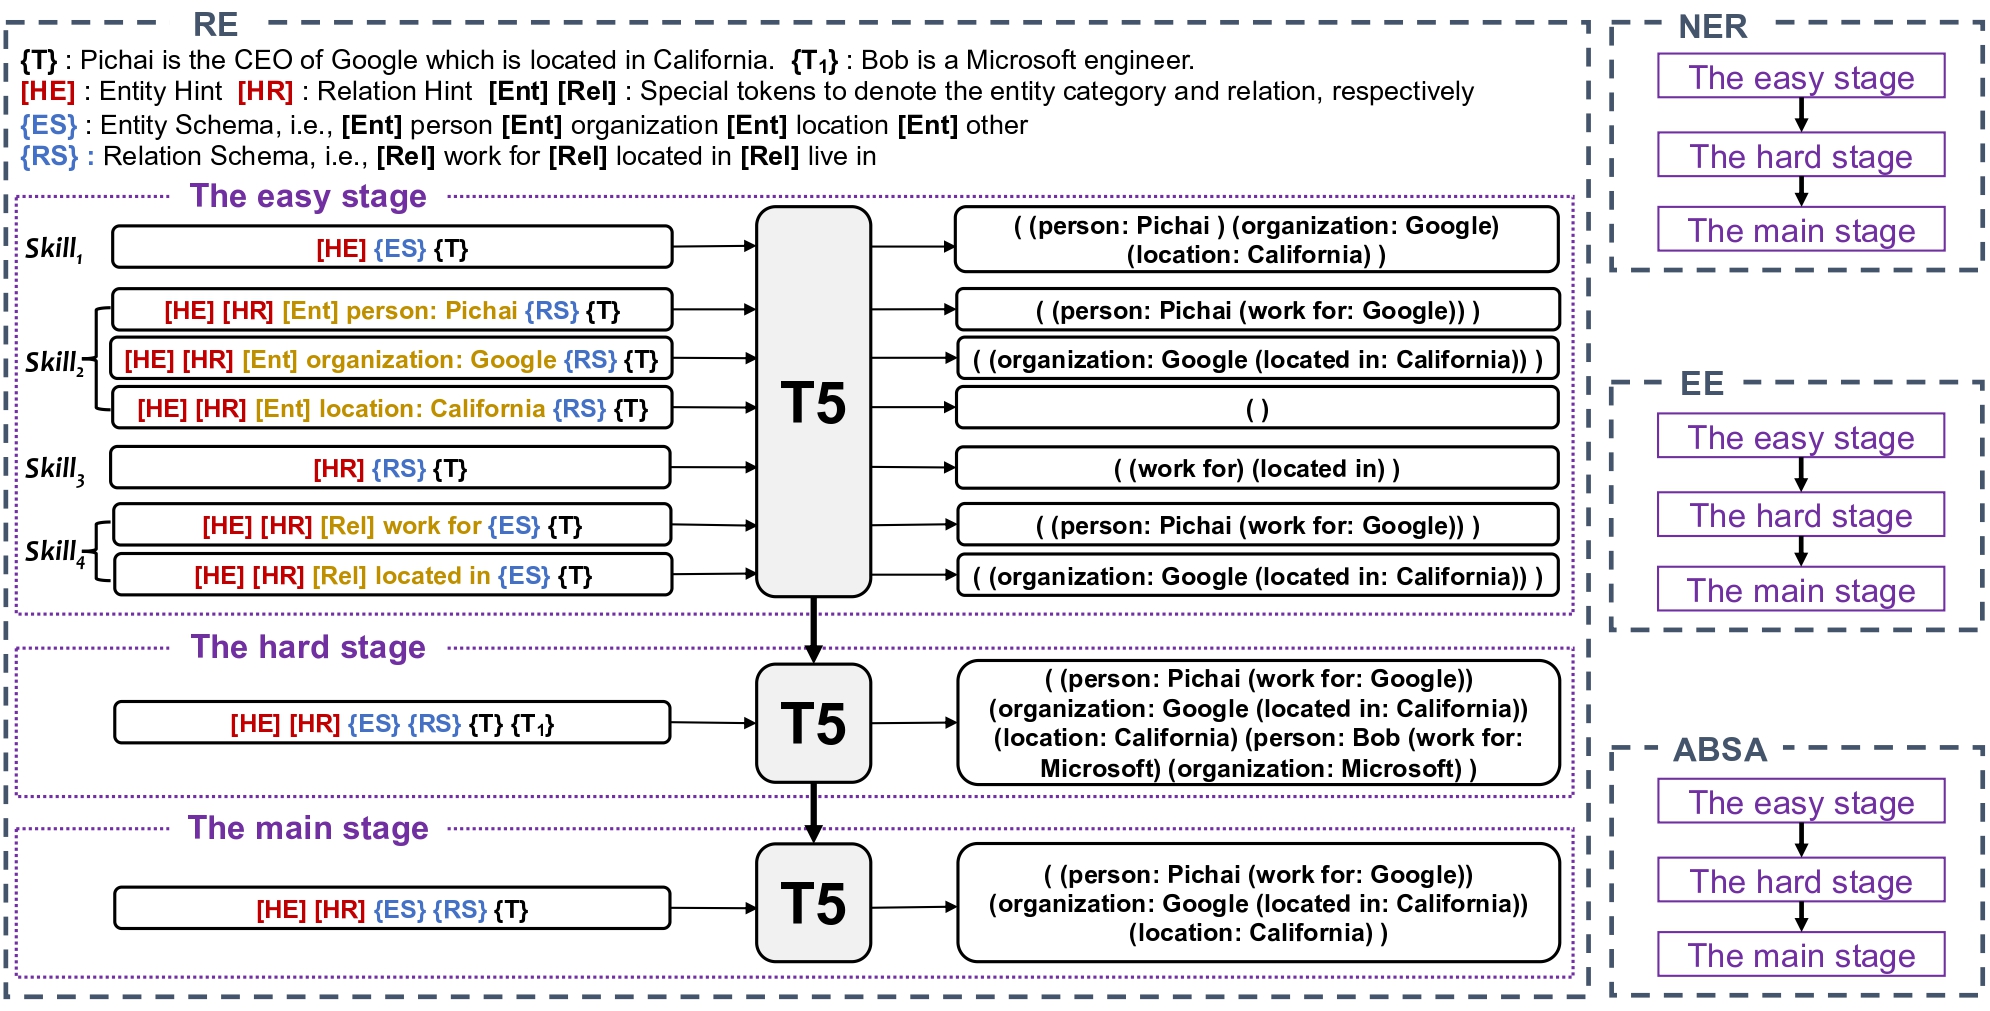 RE
{T} : Pichai is the CEO of Google which is located in California. {T1} : Bob is a Microsoft engineer.
[HE] : Entity Hint [HR] : Relation Hint [Ent] [Rel] : Special tokens to denote the entity category and relation, respectively
{ES} : Entity Schema, i.e., [Ent] person [Ent] organization [Ent] location [Ent] other
{RS} : Relation Schema, i.e., [Rel] work for [Rel] located in [Rel] live in
The easy stage
Skill1
[HE] {ES} {T}
( (person: Pichai ) (organization: Google)
(location: California) )
Skill2
[HE] [HR] [Ent] person: Pichai {RS} {T}
( (person: Pichai (work for: Google)) )
[HE] [HR] [Ent] organization: Google {RS} {T}
( (organization: Google (located in: California)) )
[HE] [HR] [Ent] location: California {RS} {T}
( )
Skill3
[HR] {RS} {T}
( (work for) (located in) )
Skill4
[HE] [HR] [Rel] work for {ES} {T}
( (person: Pichai (work for: Google)) )
[HE] [HR] [Rel] located in {ES} {T}
( (organization: Google (located in: California)) )
T5
The hard stage
[HE] [HR] {ES} {RS} {T} {T1}
T5
( (person: Pichai (work for: Google))
(organization: Google (located in: California))
(location: California) (person: Bob (work for:
Microsoft) (organization: Microsoft) )
The main stage
[HE] [HR] {ES} {RS} {T}
T5
( (person: Pichai (work for: Google))
(organization: Google (located in: California))
(location: California) )
NER
The easy stage
The hard stage
The main stage
EE
The easy stage
The hard stage
The main stage
ABSA
The easy stage
The hard stage
The main stage